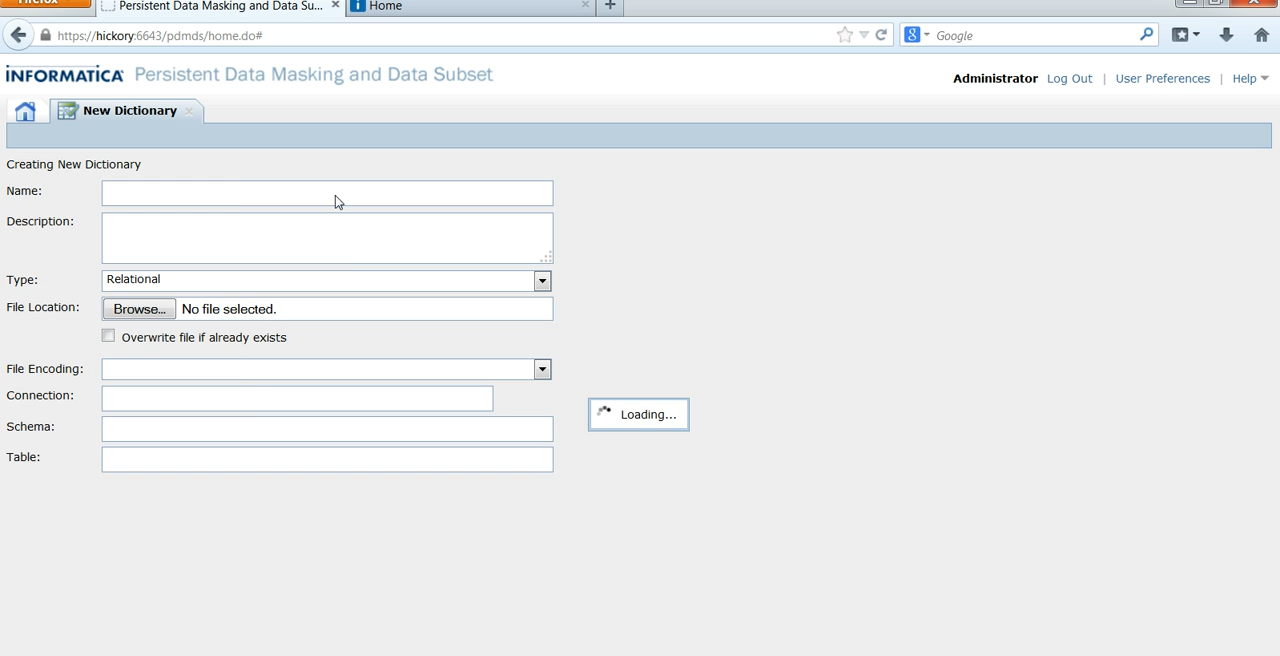 Firefox
Persistent Data Masking and Data Su... × Home × +
https://hickory:6643/pdmds/home.do# Google
INFORMATICA Persistent Data Masking and Data Subset
Administrator Log Out | User Preferences | Help
New Dictionary ×
Creating New Dictionary
Name:
Description:
Type: Relational
File Location: Browse... No file selected.
Overwrite file if already exists
File Encoding:
Connection:
Loading...
Schema:
Table: